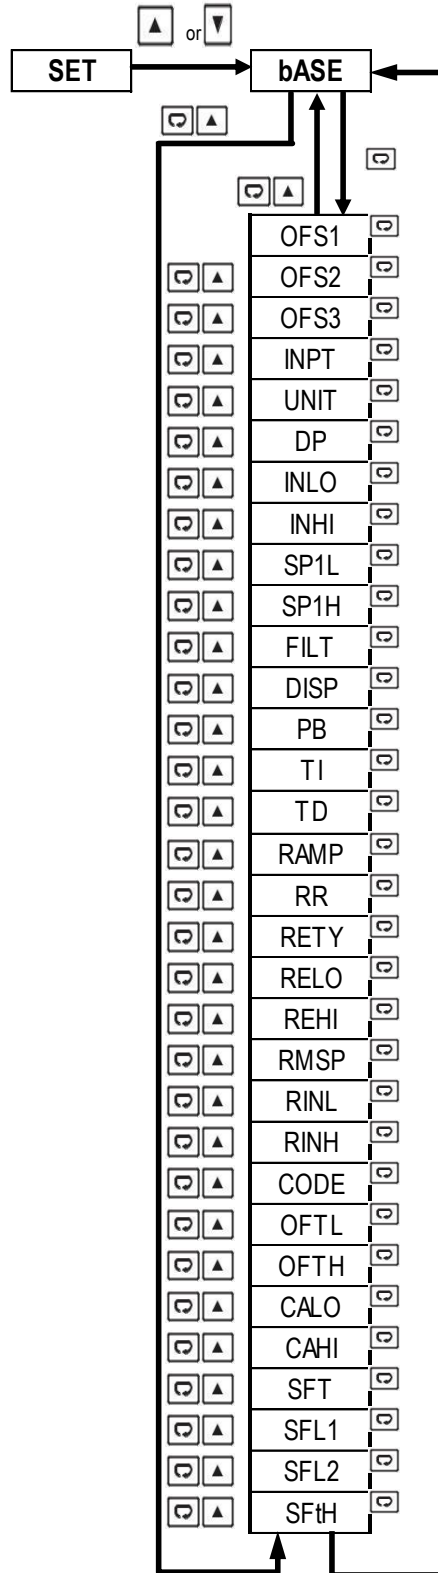 or
SET
bASE
OFS1
OFS2
OFS3
INPT
UNIT
DP
INLO
INHI
SP1L
SP1H
FILT
DISP
PB
TI
TD
RAMP
RR
RETY
RELO
REHI
RMSP
RINL
RINH
CODE
OFTL
OFTH
CALO
CAHI
SFT
SFL1
SFL2
SFtH